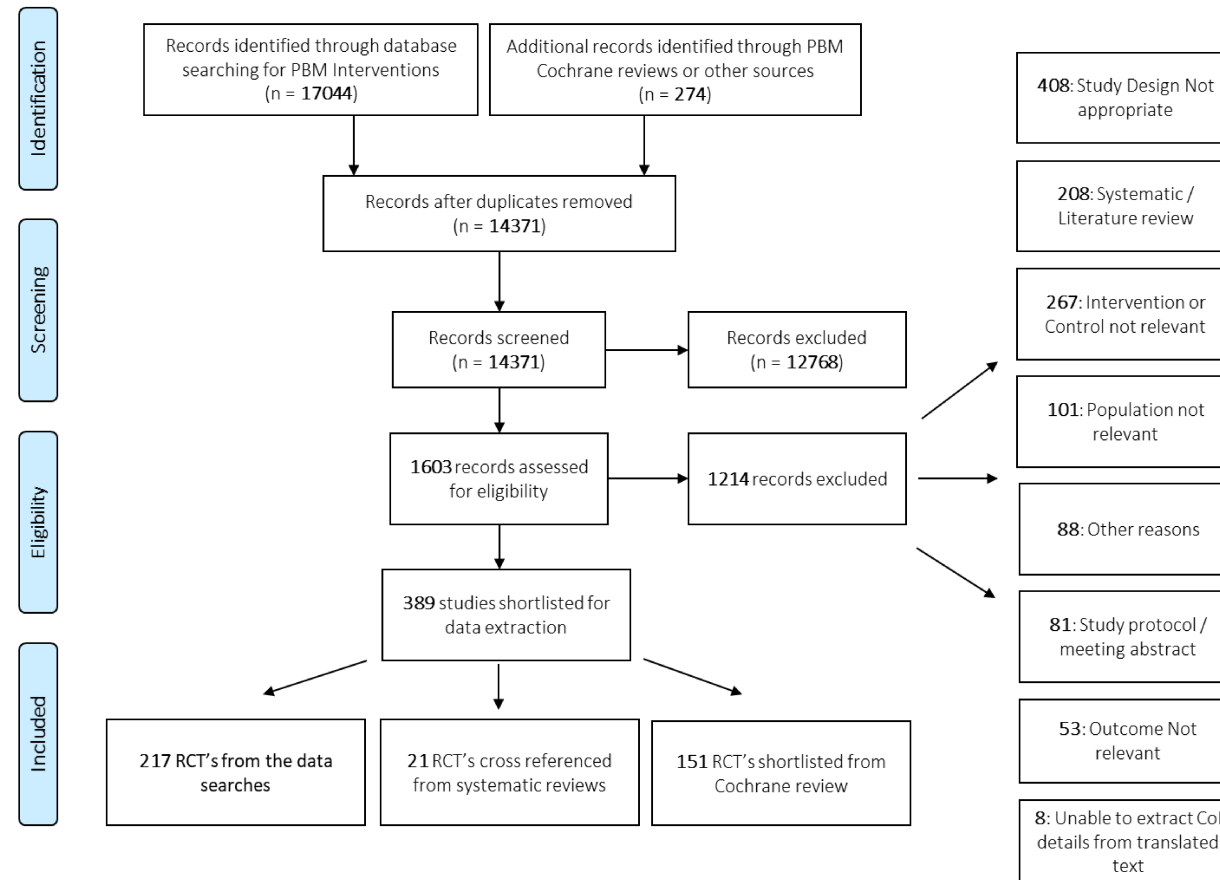 Identification
Records identified through database
searching for PBM Interventions
(n = 17044)
Additional records identified through PBM
Cochrane reviews or other sources
(n = 274)
Records after duplicates removed
(n = 14371)
Screening
Records screened
(n = 14371)
Records excluded
(n = 12768)
Eligibility
1603 records assessed
for eligibility
1214 records excluded
389 studies shortlisted for
data extraction
Included
217 RCT's from the data
searches
21 RCT's cross referenced
from systematic reviews
151 RCT's shortlisted from
Cochrane review
408: Study Design Not
appropriate
208: Systematic /
Literature review
267: Intervention or
Control not relevant
101: Population not
relevant
88: Other reasons
81: Study protocol /
meeting abstract
53: Outcome Not
relevant
8: Unable to extract
details from translated
text